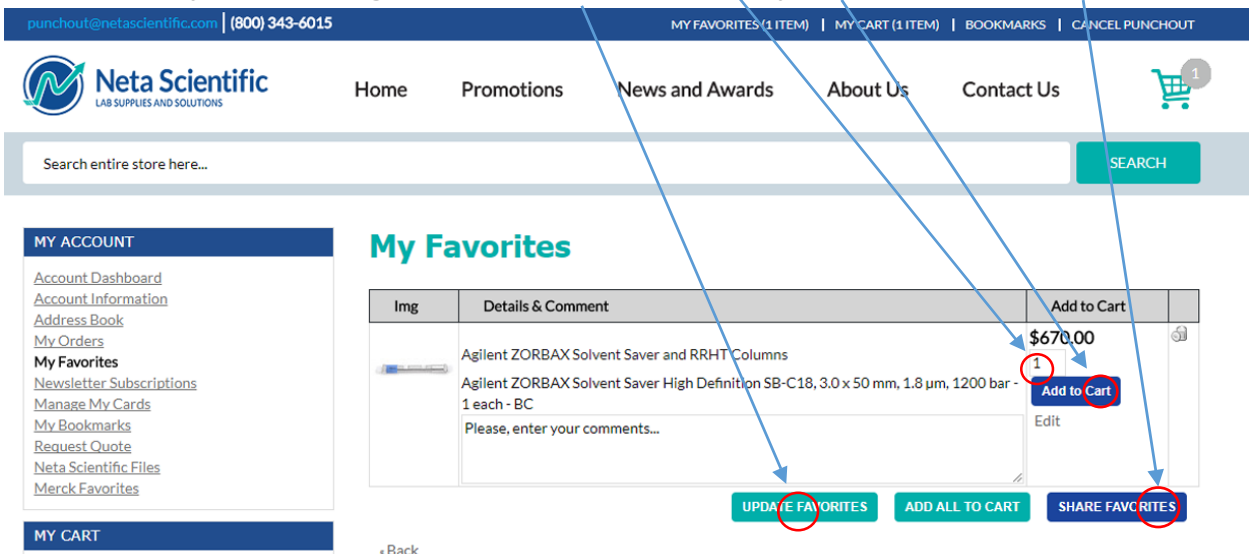 punchout@netascientific.com | (800) 343-6015
MY FAVORITES (1 ITEM) | MY CART (1 ITEM) | BOOKMARKS | CANCEL PUNCHOUT
Neta Scientific
LAB SUPPLIES AND SOLUTIONS
Home Promotions News and Awards About Us Contact Us
1
Search entire store here...
SEARCH
MY ACCOUNT
Account Dashboard
Account Information
Address Book
My Orders
My Favorites
Newsletter Subscriptions
Manage My Cards
My Bookmarks
Request Quote
Neta Scientific Files
Merck Favorites
MY CART
My Favorites
Img Details & Comment Add to Cart
Agilent ZORBAX Solvent Saver and RRHT Columns
Agilent ZORBAX Solvent Saver High Definition SB-C18, 3.0 x 50 mm, 1.8 µm, 1200 bar -
1 each - BC
Please, enter your comments...
$670.00
1
Add to Cart
Edit
UPDATE FAVORITES ADD ALL TO CART SHARE FAVORITES
«Back